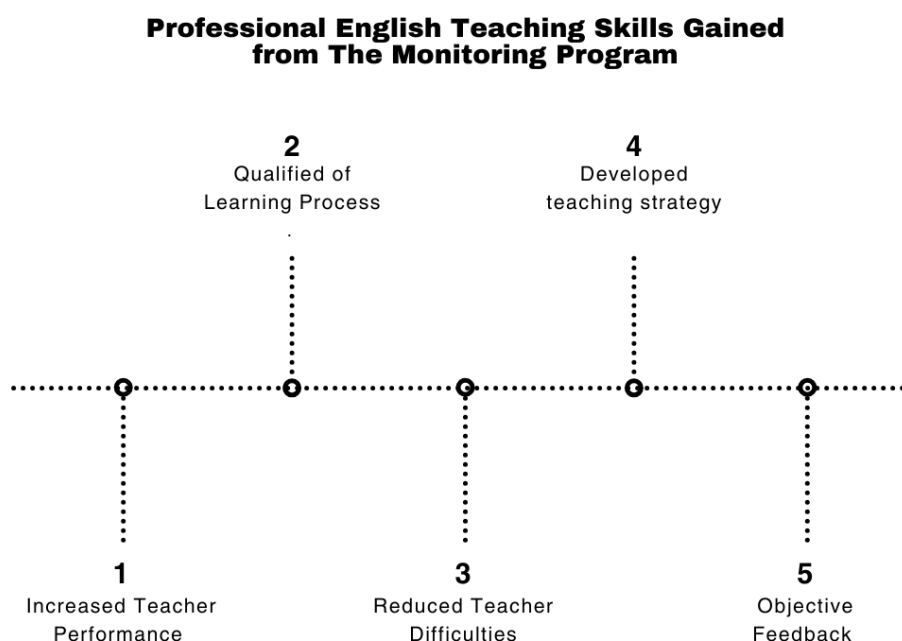 Professional English Teaching Skills Gained
from The Monitoring Program
2
Qualified of
Learning Process
.
4
Developed
teaching strategy
1
Increased Teacher
Performance
3
Reduced Teacher
Difficulties
5
Objective
Feedback